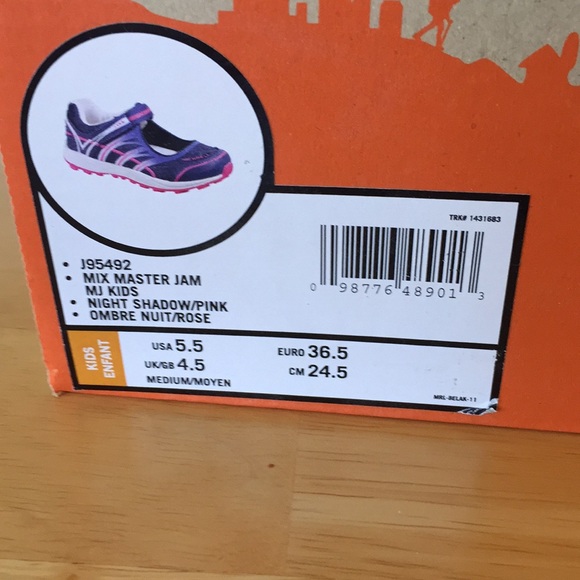 TRK# 1431683
• J95492
• MIX MASTER JAM
MJ KIDS
• NIGHT SHADOW/PINK
• OMBRE NUIT/ROSE
0 98776 48901 3
KIDS
ENFANT
USA 5.5
UK/GB 4.5
MEDIUM/MOYEN
EURO 36.5
CM 24.5
MRL-BELAK-11